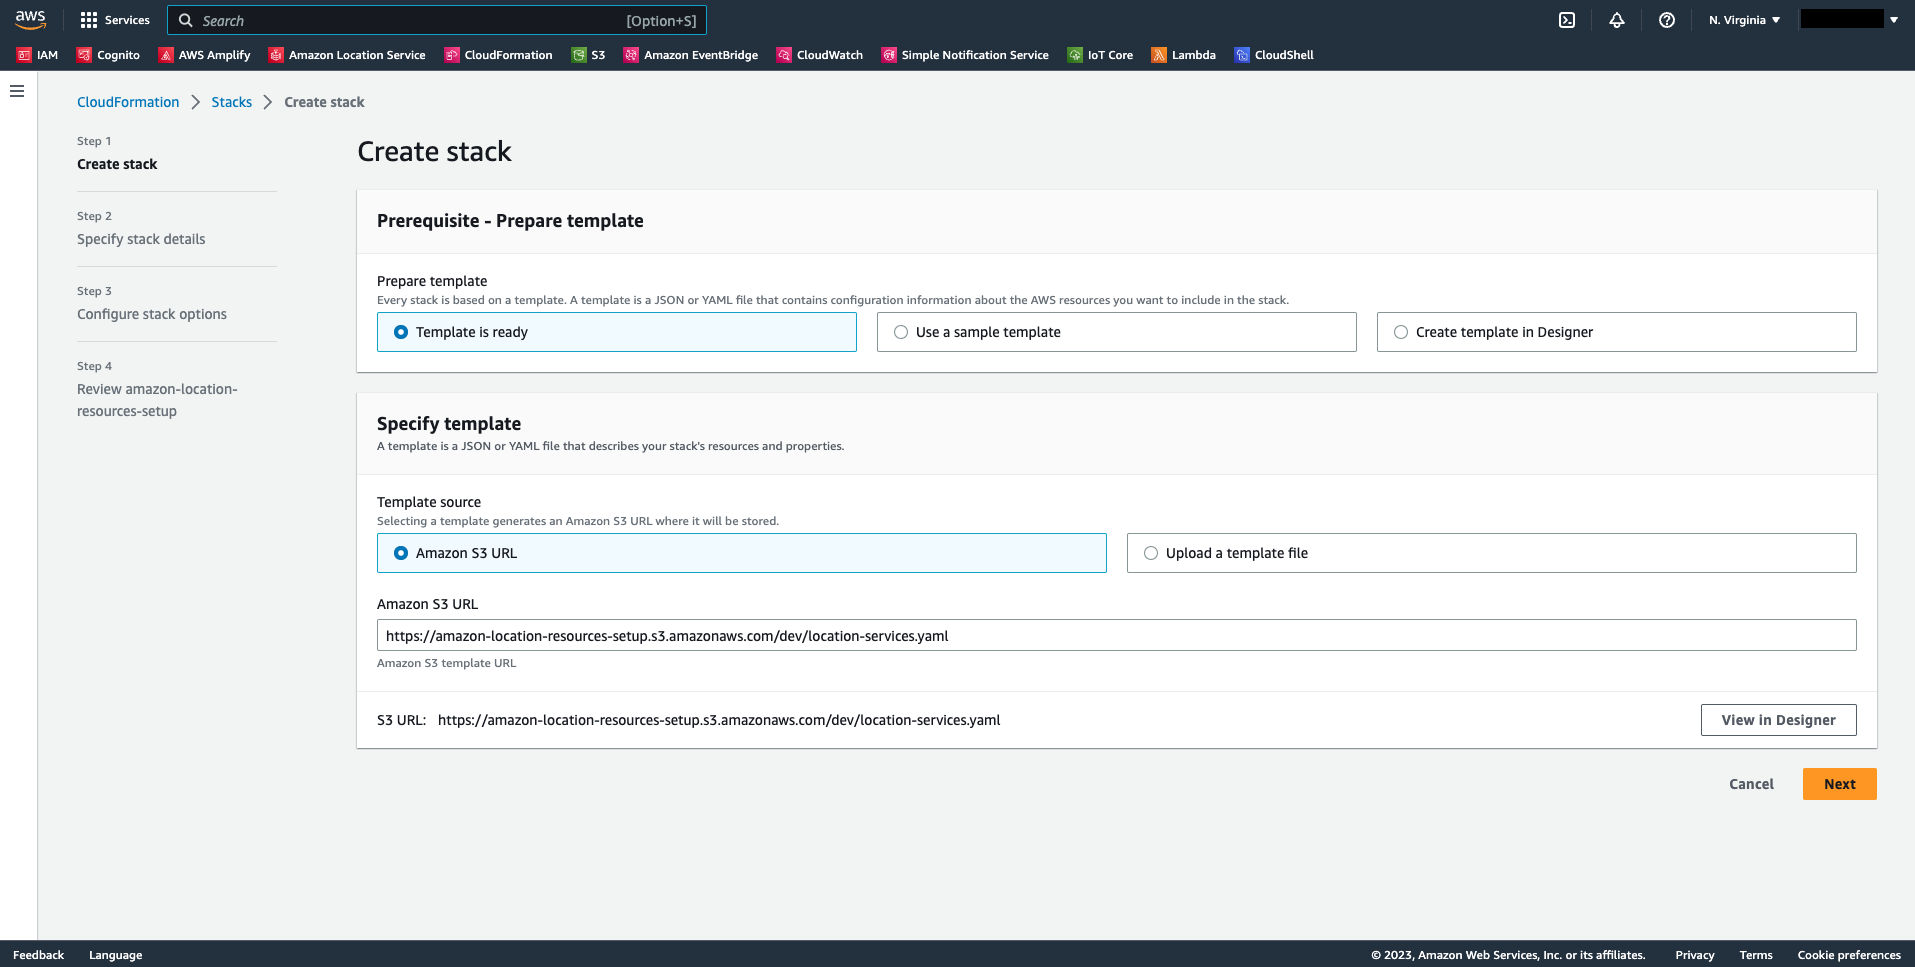 aws
Services
Search
[Option+S]
N. Virginia
IAM
Cognito
AWS Amplify
Amazon Location Service
CloudFormation
S3
Amazon EventBridge
CloudWatch
Simple Notification Service
IoT Core
Lambda
CloudShell
CloudFormation
Stacks
Create stack
Step 1
Create stack
Step 2
Specify stack details
Step 3
Configure stack options
Step 4
Review amazon-location-
resources-setup
Create stack
Prerequisite - Prepare template
Prepare template
Every stack is based on a template. A template is a JSON or YAML file that contains configuration information about the AWS resources you want to include in the stack.
Template is ready
Use a sample template
Create template in Designer
Specify template
A template is a JSON or YAML file that describes your stack's resources and properties.
Template source
Selecting a template generates an Amazon S3 URL where it will be stored.
Amazon S3 URL
Upload a template file
Amazon S3 URL
https://amazon-location-resources-setup.s3.amazonaws.com/dev/location-services.yaml
Amazon S3 template URL
S3 URL: https://amazon-location-resources-setup.s3.amazonaws.com/dev/location-services.yaml
View in Designer
Cancel
Next
Feedback
Language
© 2023, Amazon Web Services, Inc. or its affiliates.
Privacy
Terms
Cookie preferences